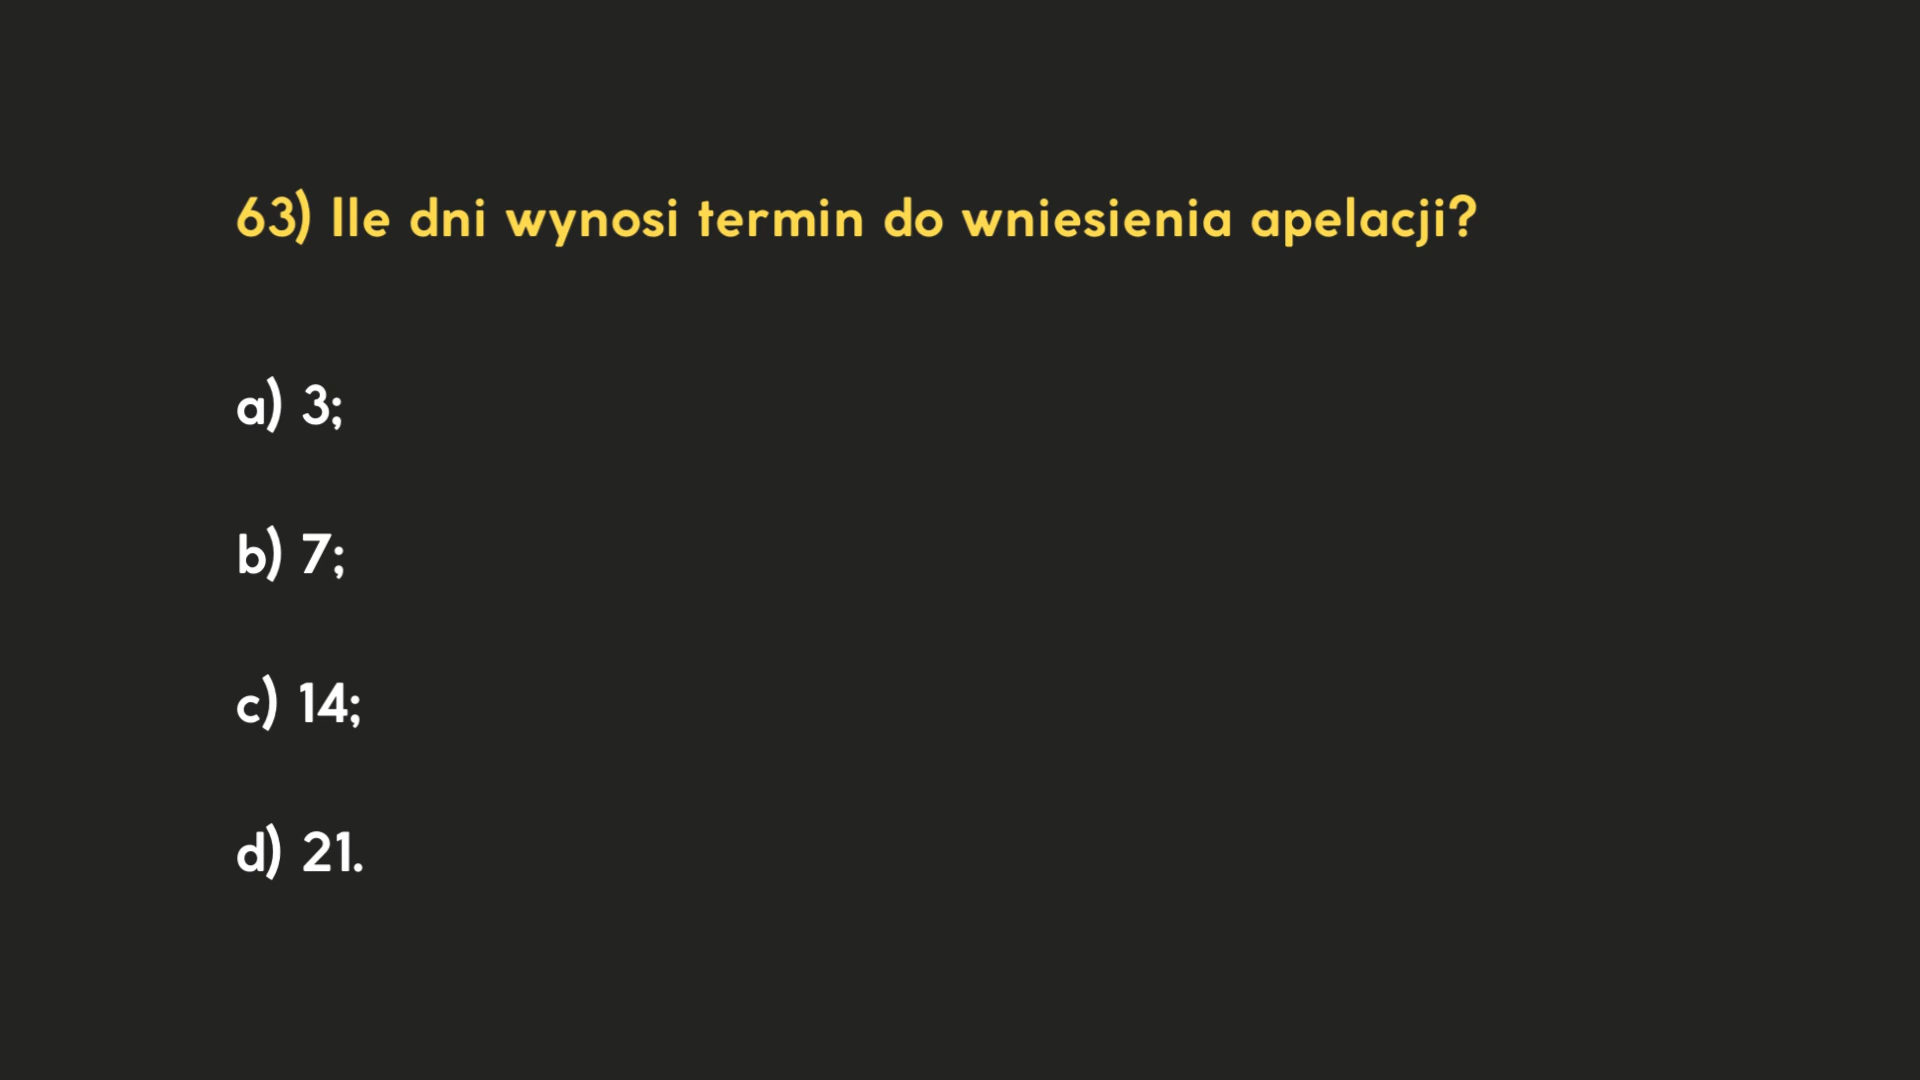 63) Ile dni wynosi termin do wniesienia apelacji?
a) 3;
b) 7;
c) 14;
d) 21.